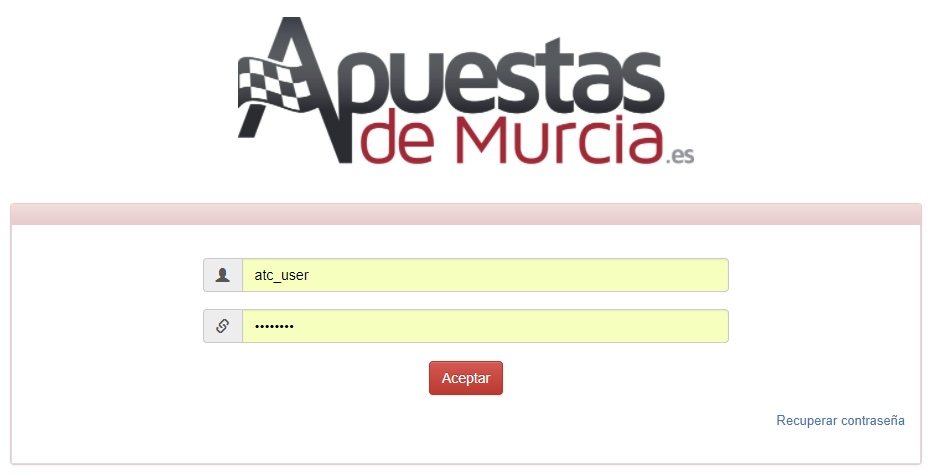 Apuestas
de Murcia.es
atc_user
••••••••
Aceptar
Recuperar contraseña